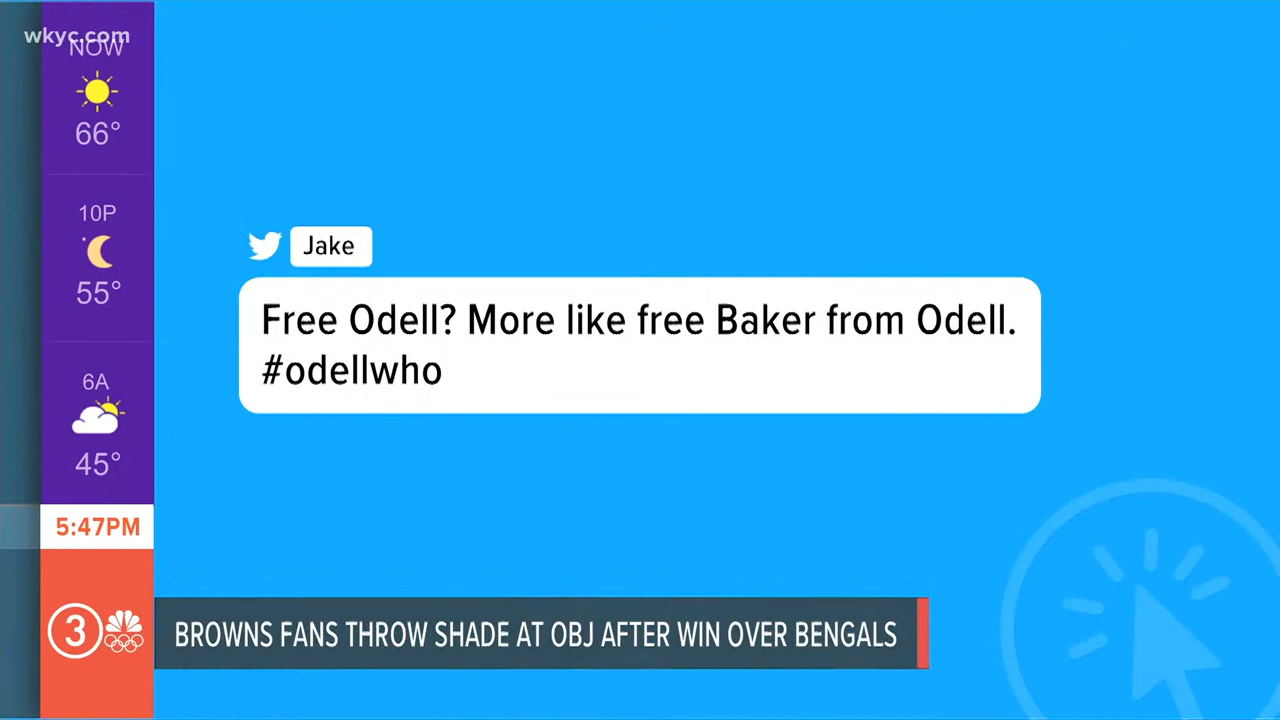 wkyc.com
NOW
66°
10P
55°
6A
45°
5:47PM
3
Jake
Free Odell? More like free Baker from Odell.
#odellwho
BROWNS FANS THROW SHADE AT OBJ AFTER WIN OVER BENGALS